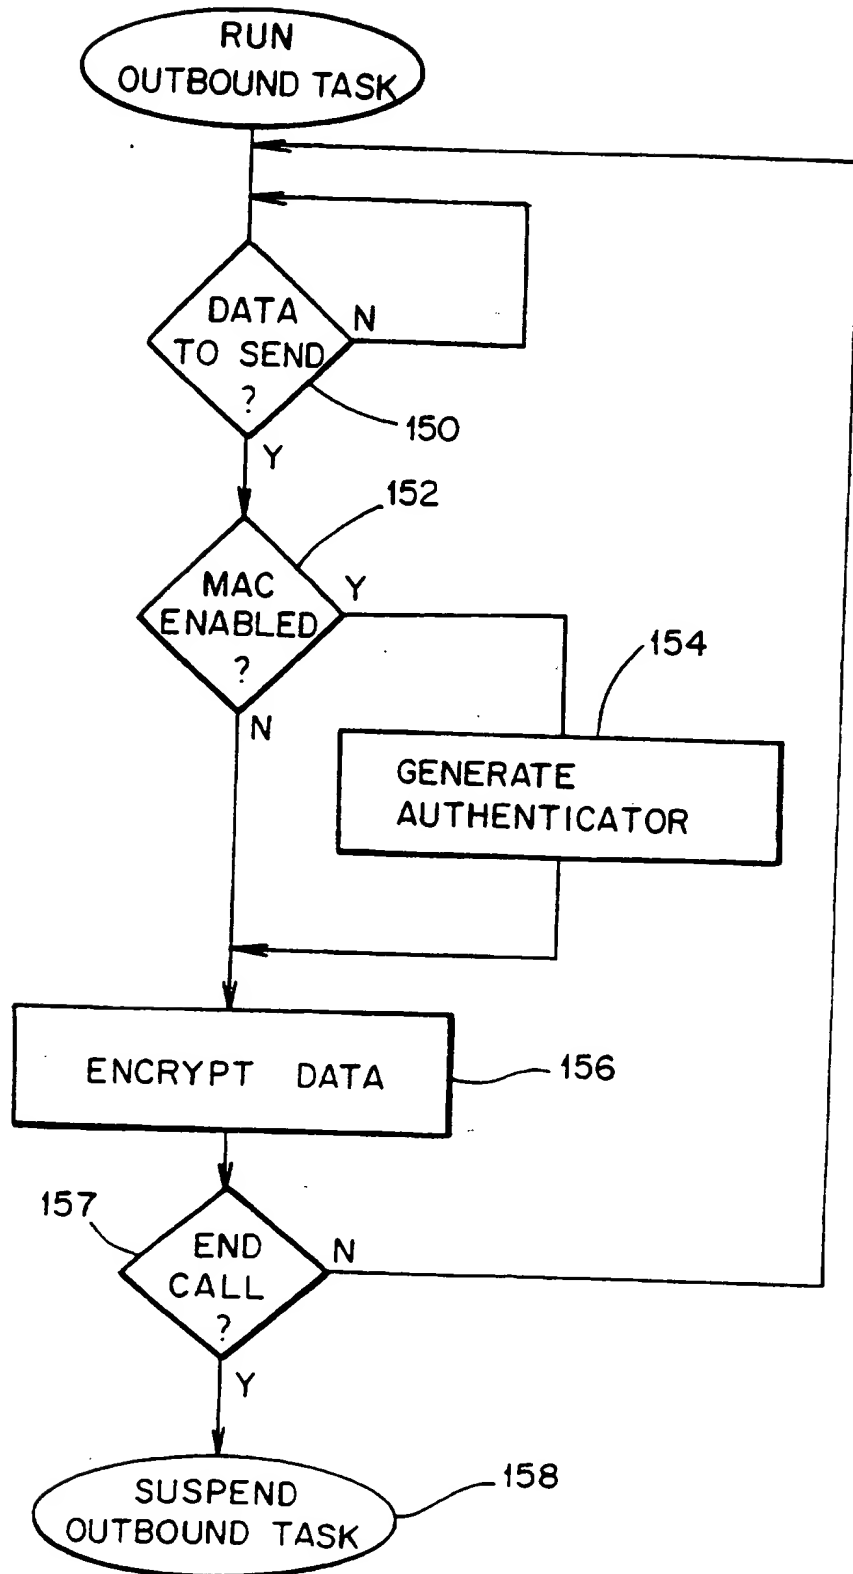 RUN
OUTBOUND TASK
DATA
TO SEND
?
N
150
Y
152
MAC
ENABLED
?
Y
N
154
GENERATE
AUTHENTICATOR
ENCRYPT DATA
156
157
END
CALL
?
N
Y
SUSPEND
OUTBOUND TASK
158